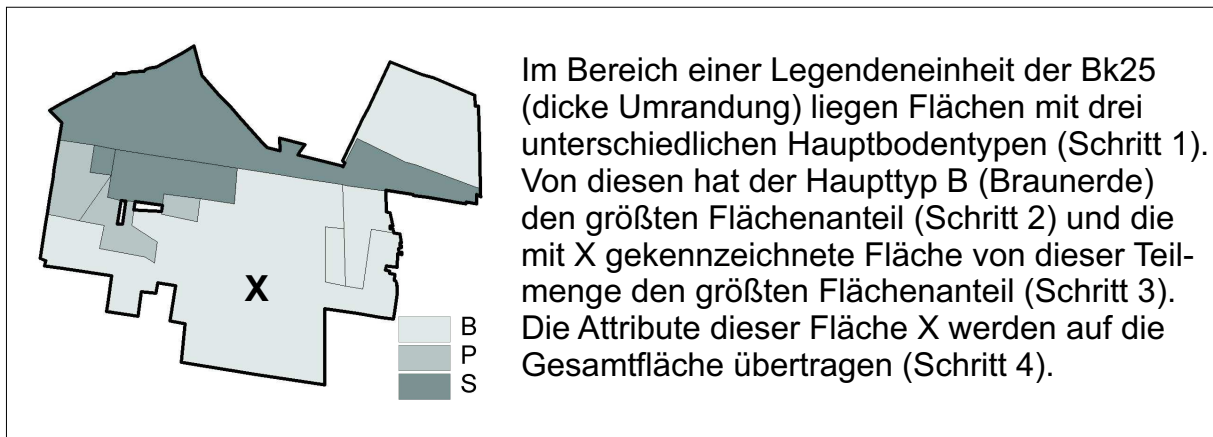 Im Bereich einer Legendeneinheit der Bk25
(dicke Umrandung) liegen Flächen mit drei
unterschiedlichen Hauptbodentypen (Schritt 1).
Von diesen hat der Haupttyp B (Braunerde)
den größten Flächenanteil (Schritt 2) und die
mit X gekennzeichnete Fläche von dieser Teil-
menge den größten Flächenanteil (Schritt 3).
Die Attribute dieser Fläche X werden auf die
Gesamtfläche übertragen (Schritt 4).
X
B
P
S